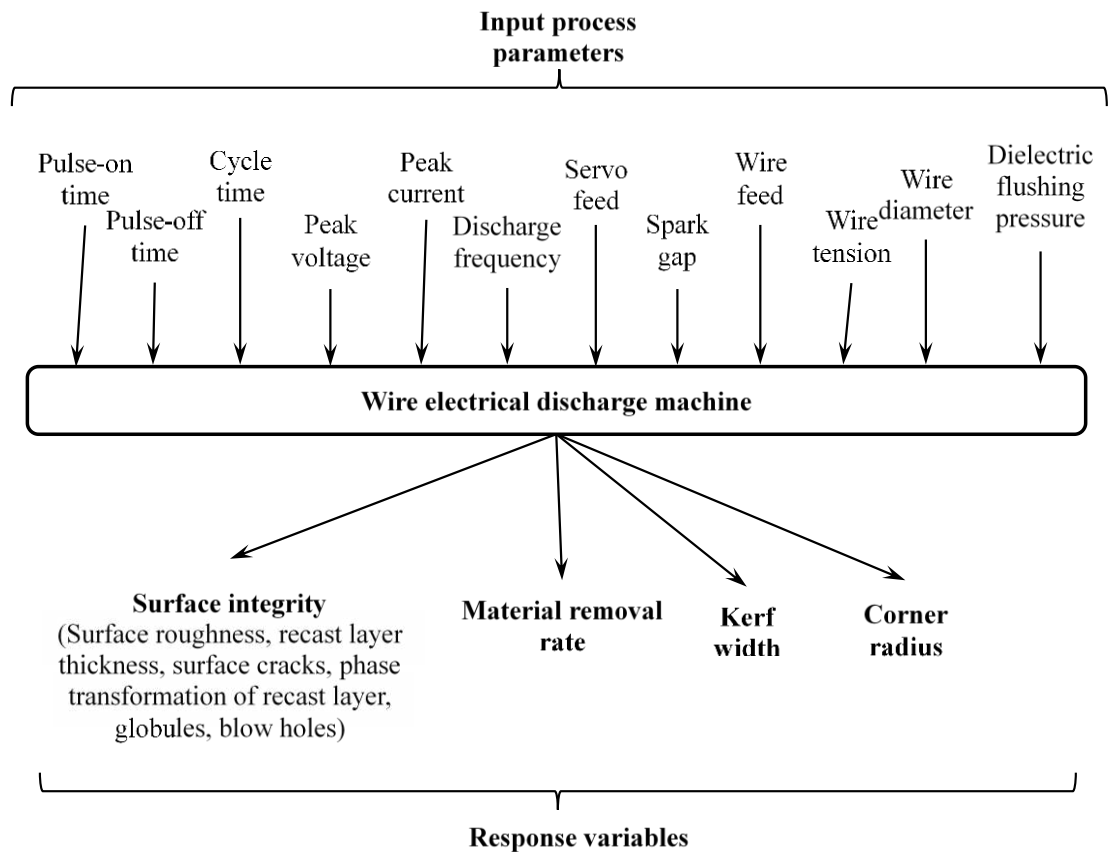 Input process
parameters
Pulse-on
time
Pulse-off
time
Cycle
time
Peak
voltage
Peak
current
Discharge
frequency
Servo
feed
Spark
gap
Wire
feed
Wire
tension
Wire
diameter
Dielectric
flushing
pressure
Wire electrical discharge machine
Surface integrity
(Surface roughness, recast layer
thickness, surface cracks, phase
transformation of recast layer,
globules, blow holes)
Material removal
rate
Kerf
width
Corner
radius
Response variables